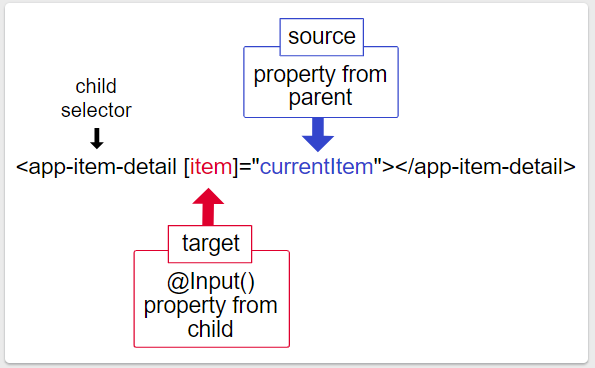 source
property from
parent
child
selector
<app-item-detail [item]="currentItem"></app-item-detail>
target
@Input()
property from
child